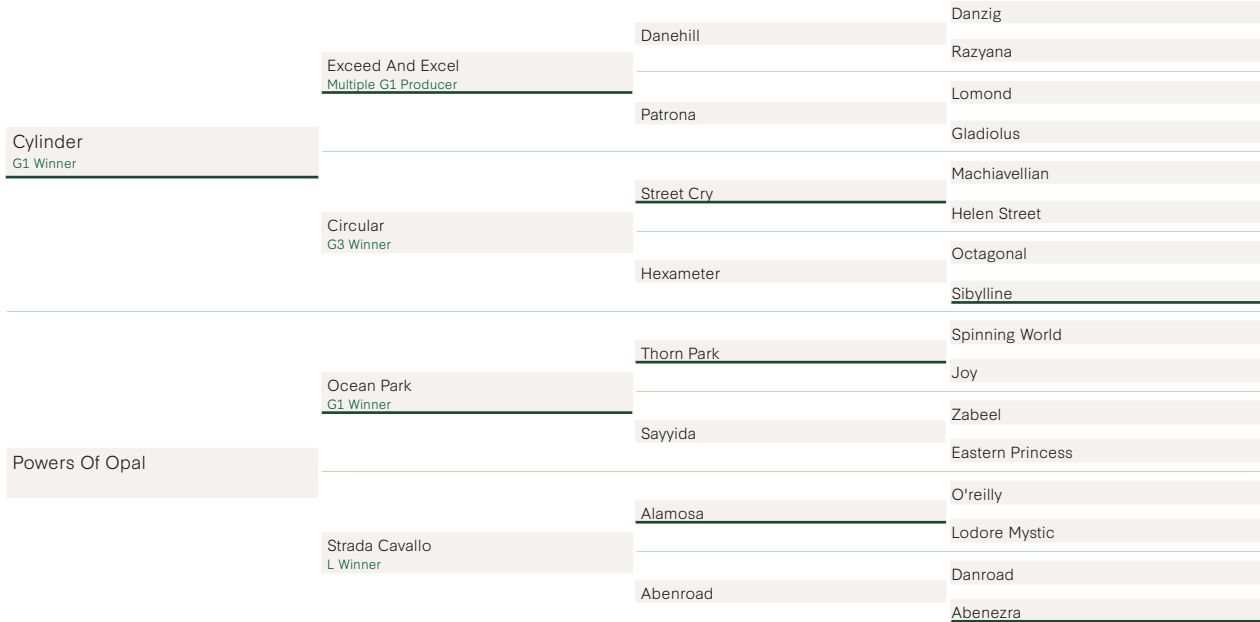 Cylinder
G1 Winner
Powers Of Opal
Exceed And Excel
Multiple G1 Producer
Circular
G3 Winner
Ocean Park
G1 Winner
Strada Cavallo
L Winner
Danehill
Patrona
Street Cry
Hexameter
Thorn Park
Sayyida
Alamosa
Abenroad
Danzig
Razyana
Lomond
Gladiolus
Machiavellian
Helen Street
Octagonal
Sibylline
Spinning World
Joy
Zabeel
Eastern Princess
O'reilly
Lodore Mystic
Danroad
Abenezra